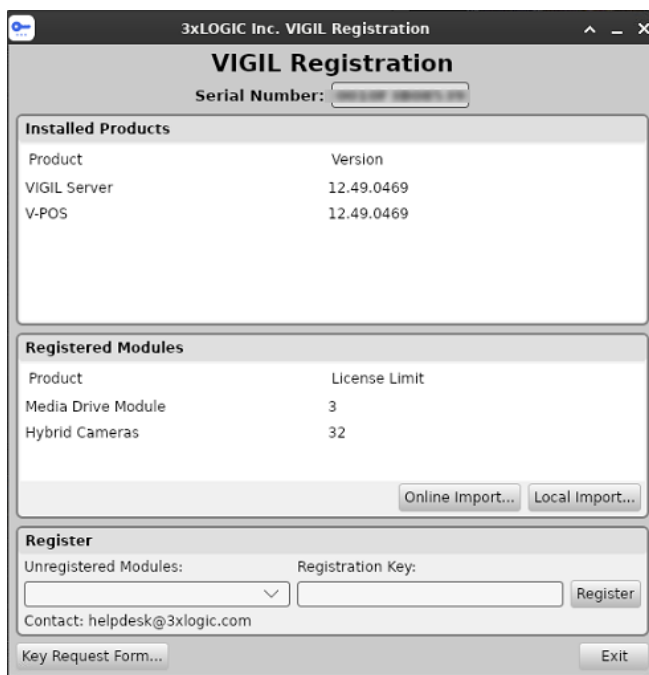 3xLOGIC Inc. VIGIL Registration
VIGIL Registration
Serial Number:
Installed Products
Product Version
VIGIL Server 12.49.0469
V-POS 12.49.0469
Registered Modules
Product License Limit
Media Drive Module 3
Hybrid Cameras 32
Online Import... Local Import...
Register
Unregistered Modules: Registration Key:
Register
Contact: helpdesk@3xlogic.com
Key Request Form... Exit